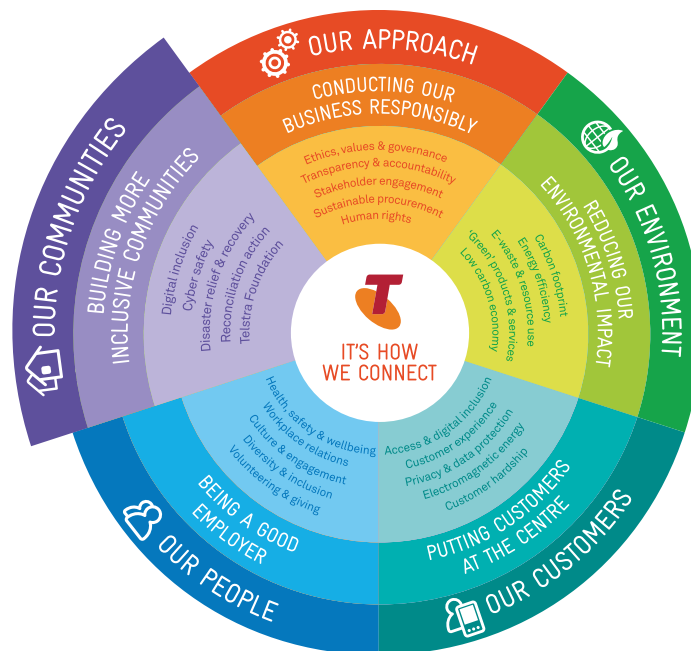 OUR APPROACH
CONDUCTING OUR
BUSINESS RESPONSIBLY
Ethics, values & governance
Transparency & accountability
Stakeholder engagement
Sustainable procurement
Human rights
OUR ENVIRONMENT
REDUCING OUR
ENVIRONMENTAL IMPACT
Carbon footprint
Energy efficiency
E-waste & resource use
'Green' products & services
Low carbon economy
OUR CUSTOMERS
PUTTING CUSTOMERS
AT THE CENTRE
Access & digital inclusion
Customer experience
Privacy & data protection
Electromagnetic energy
Customer hardship
OUR PEOPLE
BEING A GOOD
EMPLOYER
Health, safety & wellbeing
Workplace relations
Culture & engagement
Diversity & inclusion
Volunteering & giving
OUR COMMUNITIES
BUILDING MORE
INCLUSIVE COMMUNITIES
Digital inclusion
Cyber safety
Disaster relief & recovery
Reconciliation action
Telstra Foundation
T
IT'S HOW
WE CONNECT